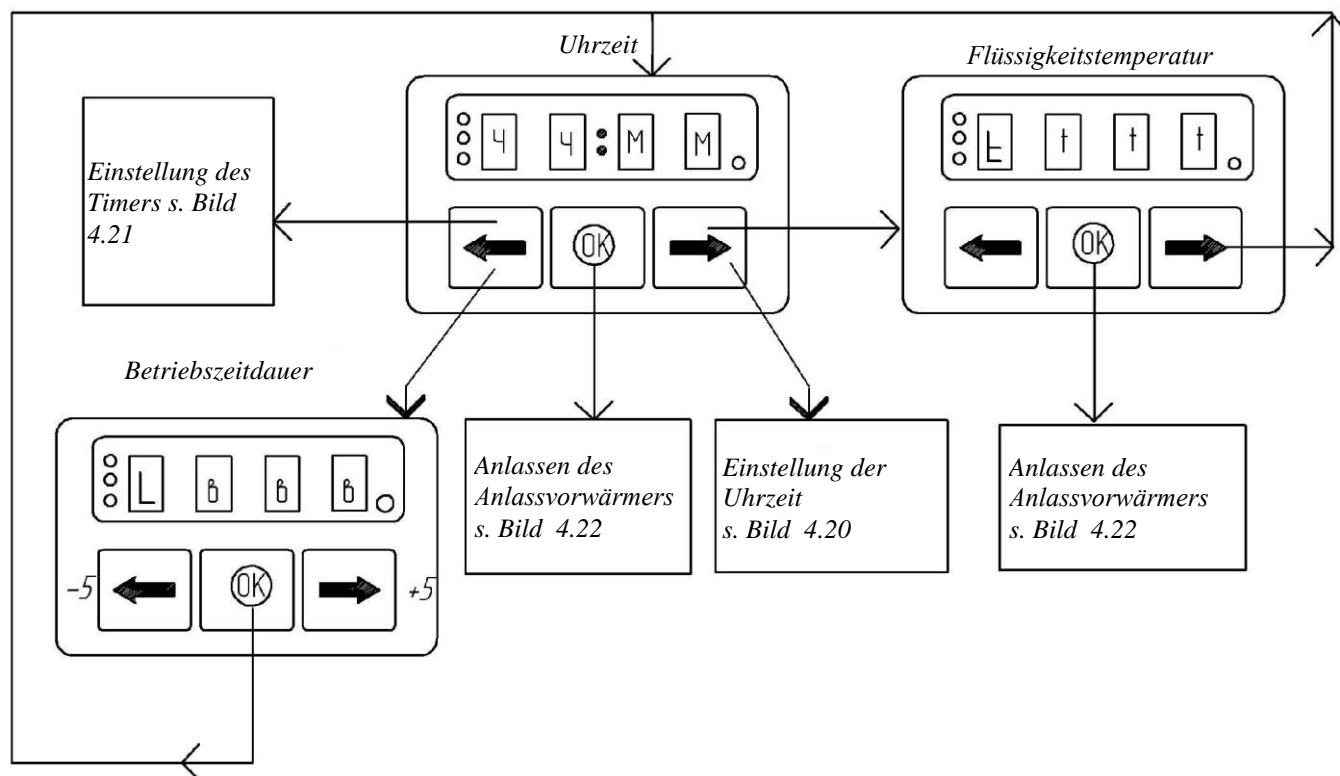 Uhrzeit
Flüssigkeitstemperatur
Ч Ч : М М
t t t t
Einstellung des
Timers s. Bild
4.21
OK
OK
Betriebszeitdauer
L в в в
Anlassen des
Anlassvorwärmers
s. Bild 4.22
Einstellung der
Uhrzeit
s. Bild 4.20
Anlassen des
Anlassvorwärmers
s. Bild 4.22
-5 OK +5